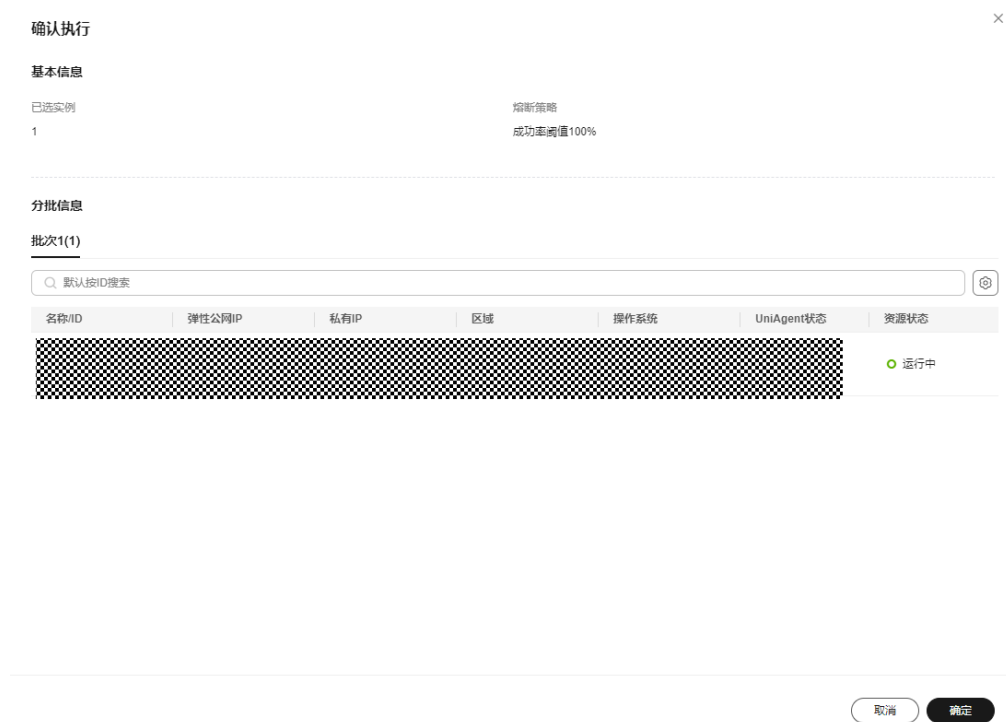 确认执行
基本信息
已选实例
熔断策略
1
成功率阈值100%
分批信息
批次1(1)
默认按ID搜索
名称/ID 弹性公网IP 私有IP 区域 操作系统 UniAgent状态 资源状态
运行中
取消 确定